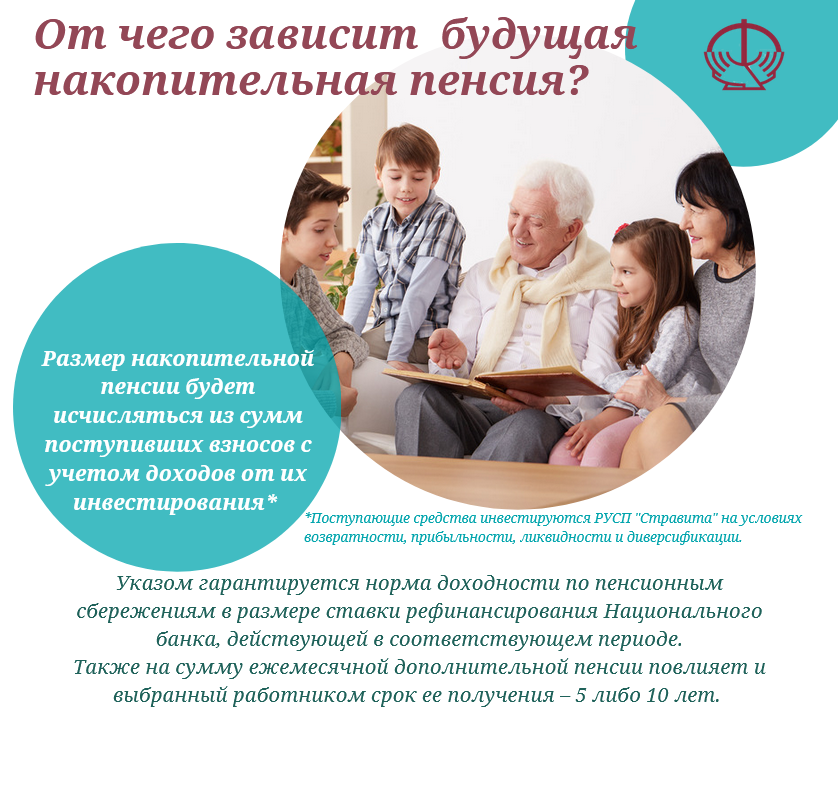 От чего зависит будущая
накопительная пенсия?
Размер накопительной
пенсии будет
исчисляться из сумм
поступивших взносов с
учетом доходов от их
инвестирования*
*Поступающие средства инвестируются РУСП "Стравита" на условиях
возвратности, прибыльности, ликвидности и диверсификации.
Указом гарантируется норма доходности по пенсионным
сбережениям в размере ставки рефинансирования Национального
банка, действующей в соответствующем периоде.
Также на сумму ежемесячной дополнительной пенсии повлияет и
выбранный работником срок ее получения – 5 либо 10 лет.